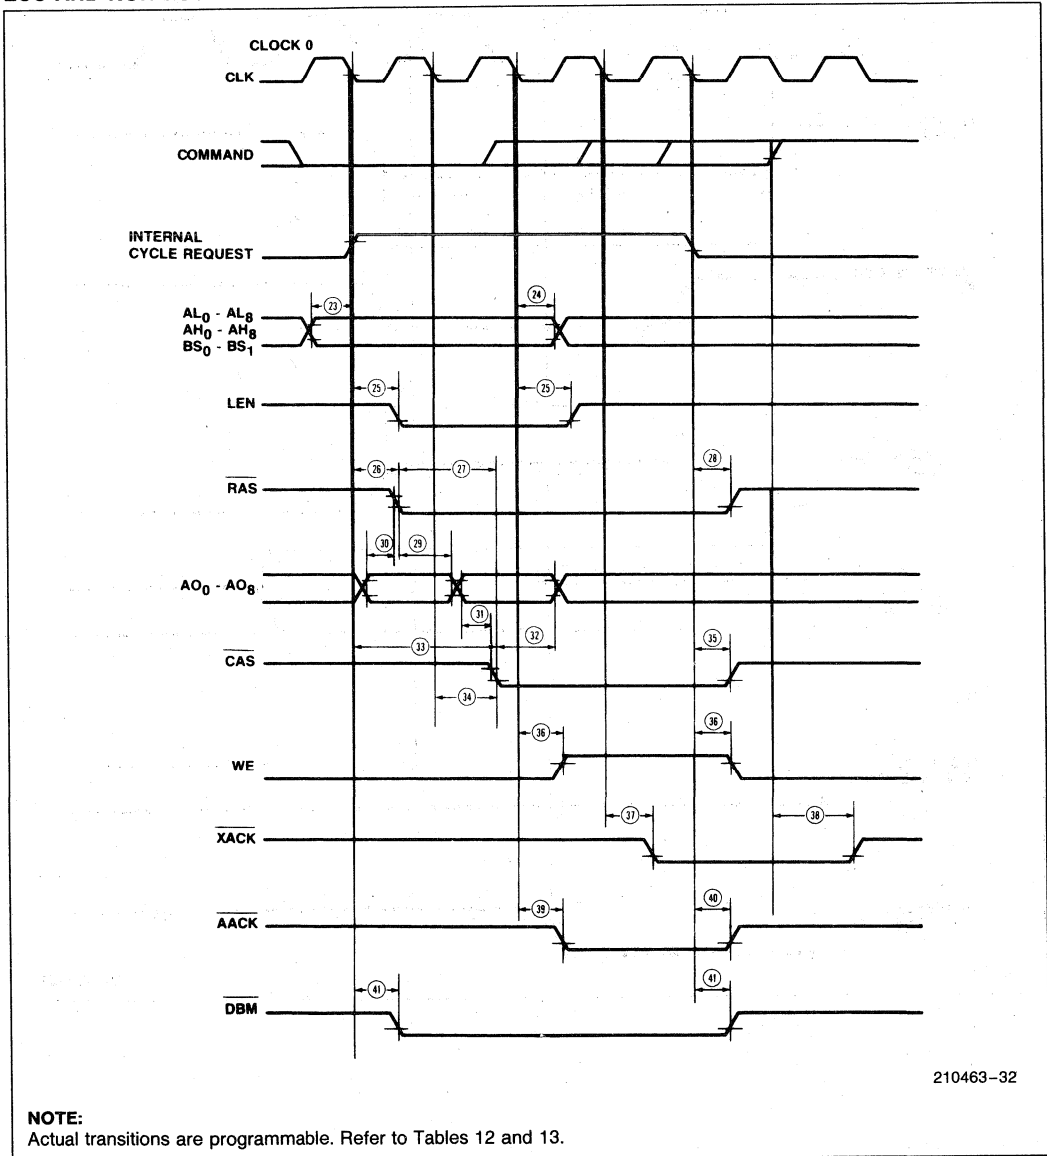 CLOCK 0
CLK
COMMAND
INTERNAL
CYCLE REQUEST
AL0 - AL8
AH0 - AH8
BS0 - BS1
23
24
LEN
25
25
RAS
26
27
28
AO0 - AO8
30
29
31
CAS
33
32
35
34
WE
36
36
XACK
37
38
AACK
39
40
DBM
41
41
210463-32
NOTE:
Actual transitions are programmable. Refer to Tables 12 and 13.